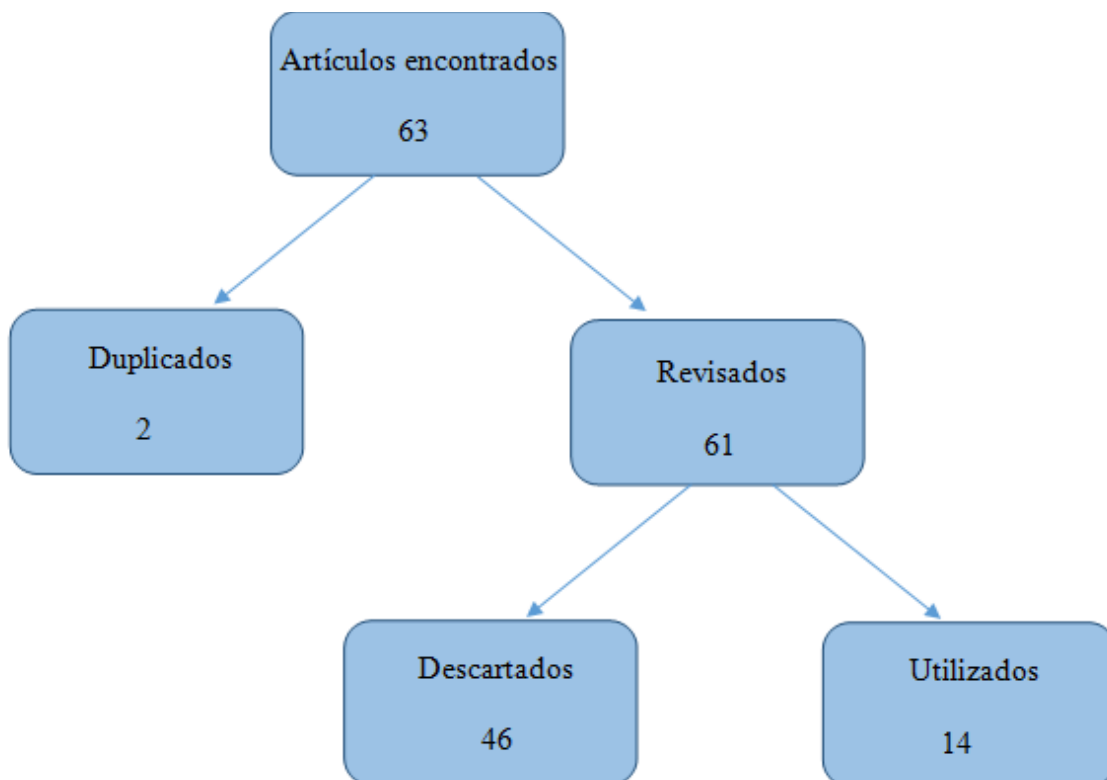 Artículos encontrados
63
Duplicados
2
Revisados
61
Descartados
46
Utilizados
14